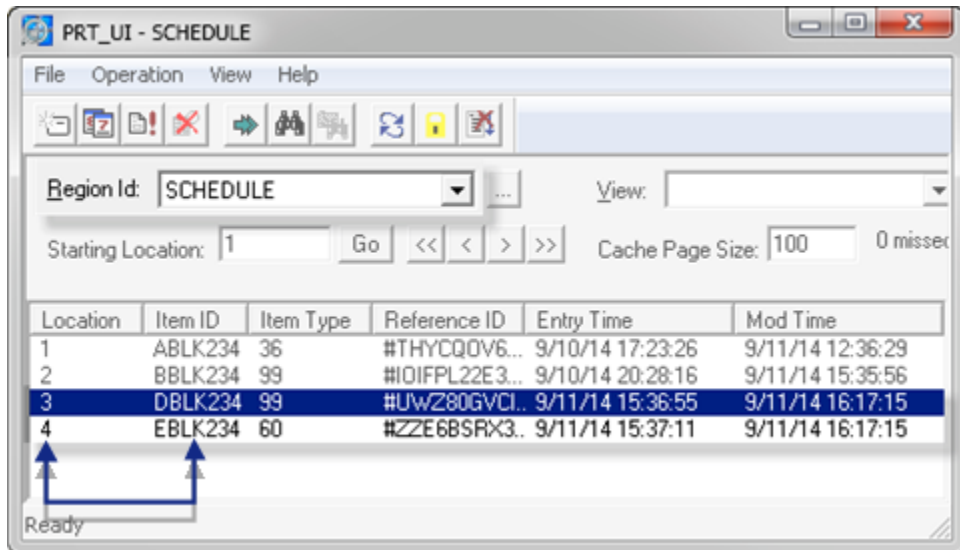 PRT_UI - SCHEDULE
File Operation View Help
Region Id: SCHEDULE ... View:
Starting Location: 1 Go << < > >> Cache Page Size: 100 0 missed
Location Item ID Item Type Reference ID Entry Time Mod Time
1 ABLK234 36 #THYCQOV6... 9/10/14 17:23:26 9/11/14 12:36:29
2 BBLK234 99 #IOIFPL22E3... 9/10/14 20:28:16 9/11/14 15:35:56
3 DBLK234 99 #UWZ80GVCI... 9/11/14 15:36:55 9/11/14 16:17:15
4 EBLK234 60 #ZZE6BSRX3... 9/11/14 15:37:11 9/11/14 16:17:15
Ready